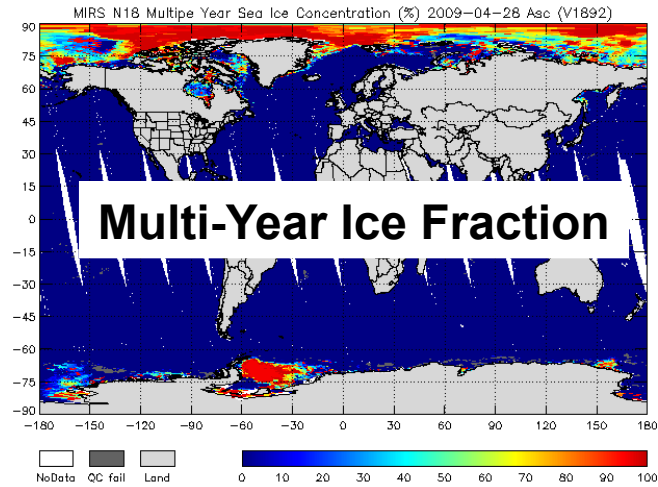 MIRS N18 Multipe Year Sea Ice Concentration (%) 2009-04-28 Asc (V1892)
90
75
60
45
30
15
0
-15
-30
-45
-60
-75
-90
Multi-Year Ice Fraction
-180 -150 -120 -90 -60 -30 0 30 60 90 120 150 180
NoData QC fail Land
0 10 20 30 40 50 60 70 80 90 100